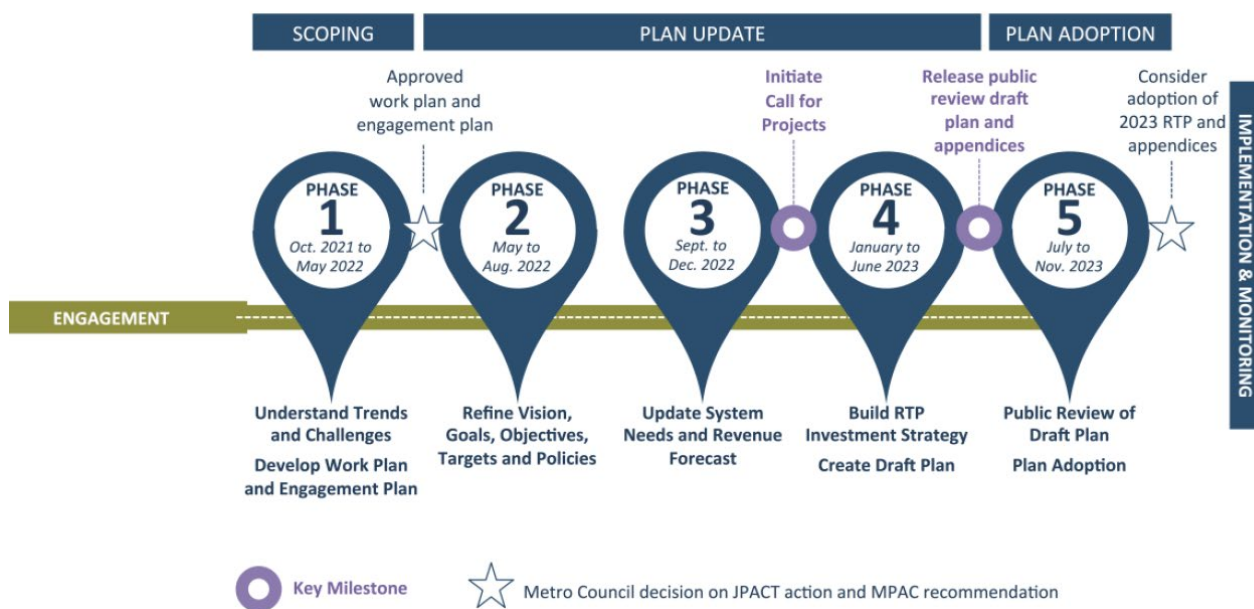 SCOPING
PLAN UPDATE
PLAN ADOPTION
Approved
work plan and
engagement plan
Initiate
Call for
Projects
Release public
review draft
plan and
appendices
Consider
adoption of
2023 RTP and
appendices
PHASE
1
Oct. 2021 to
May 2022
PHASE
2
May to
Aug. 2022
PHASE
3
Sept. to
Dec. 2022
PHASE
4
January to
June 2023
PHASE
5
July to
Nov. 2023
IMPLEMENTATION & MONITORING
ENGAGEMENT
Understand Trends
and Challenges
Develop Work Plan
and Engagement Plan
Refine Vision,
Goals, Objectives,
Targets and Policies
Update System
Needs and Revenue
Forecast
Build RTP
Investment Strategy
Create Draft Plan
Public Review of
Draft Plan
Plan Adoption
Key Milestone
Metro Council decision on JPACT action and MPAC recommendation